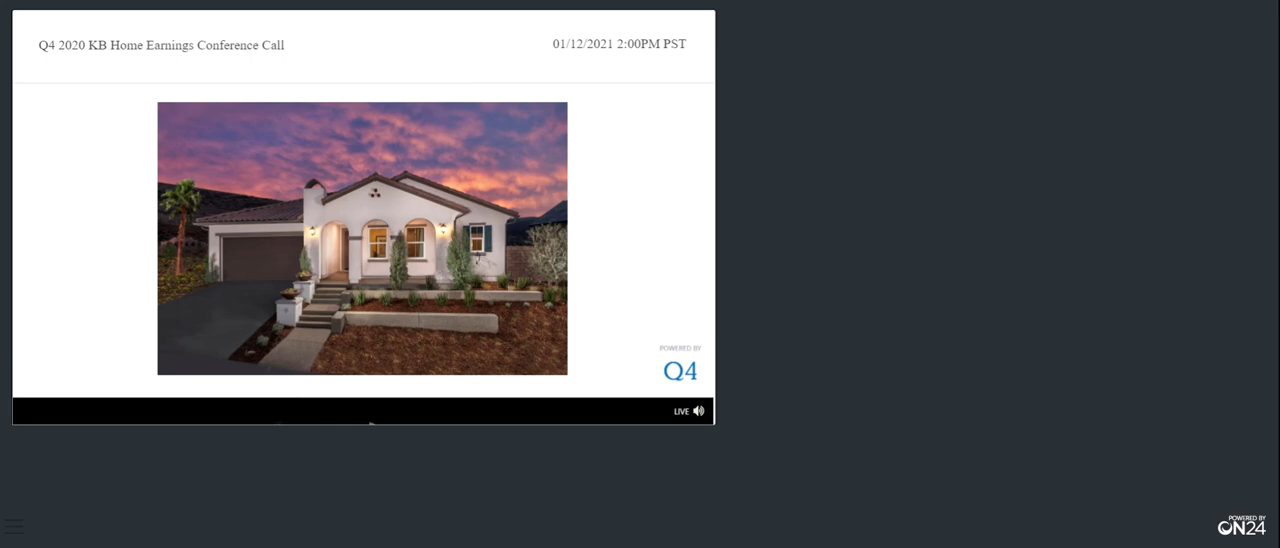 Q4 2020 KB Home Earnings Conference Call
01/12/2021 2:00PM PST
POWERED BY
Q4
LIVE
POWERED BY
ON24